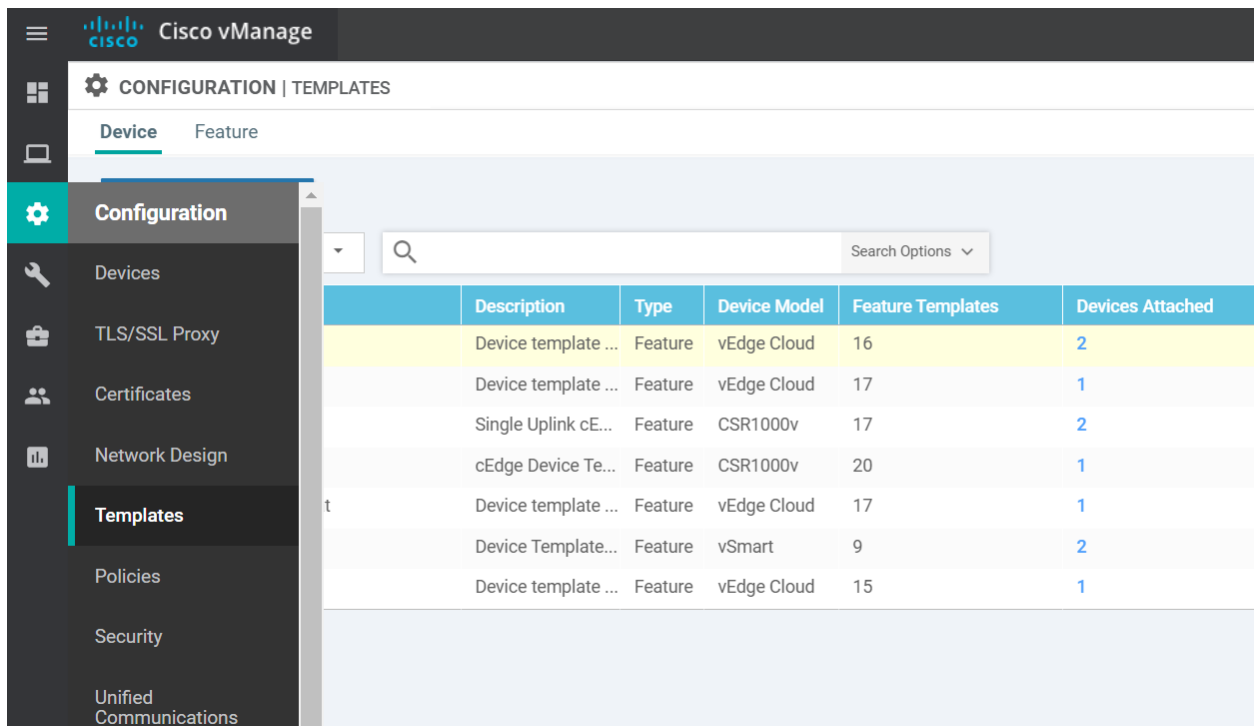 CISCO Cisco vManage
CONFIGURATION | TEMPLATES
Device Feature
Configuration
Search Options
Devices
TLS/SSL Proxy
Certificates
Network Design
Templates
Policies
Security
Unified
Communications
Description Type Device Model Feature Templates Devices Attached
Device template ... Feature vEdge Cloud 16 2
Device template ... Feature vEdge Cloud 17 1
Single Uplink cE... Feature CSR1000v 17 2
cEdge Device Te... Feature CSR1000v 20 1
t Device template ... Feature vEdge Cloud 17 1
Device Template... Feature vSmart 9 2
Device template ... Feature vEdge Cloud 15 1